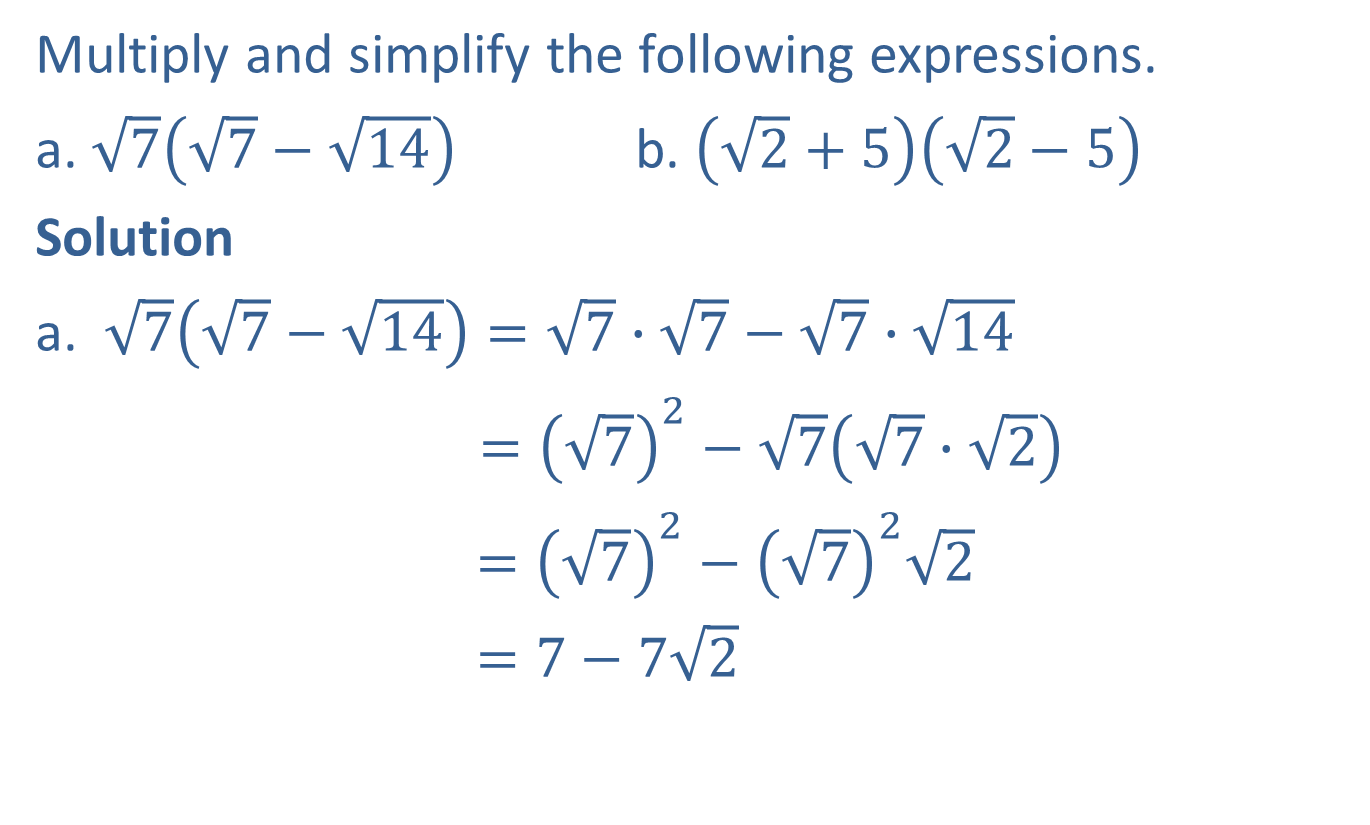 Multiply and simplify the following expressions.
a. √7(√7 − √14) b. (√2 + 5)(√2 − 5)
Solution
a. √7(√7 − √14) = √7 · √7 − √7 · √14
= (√7)² − √7(√7 · √2)
= (√7)² − (√7)²√2
= 7 − 7√2